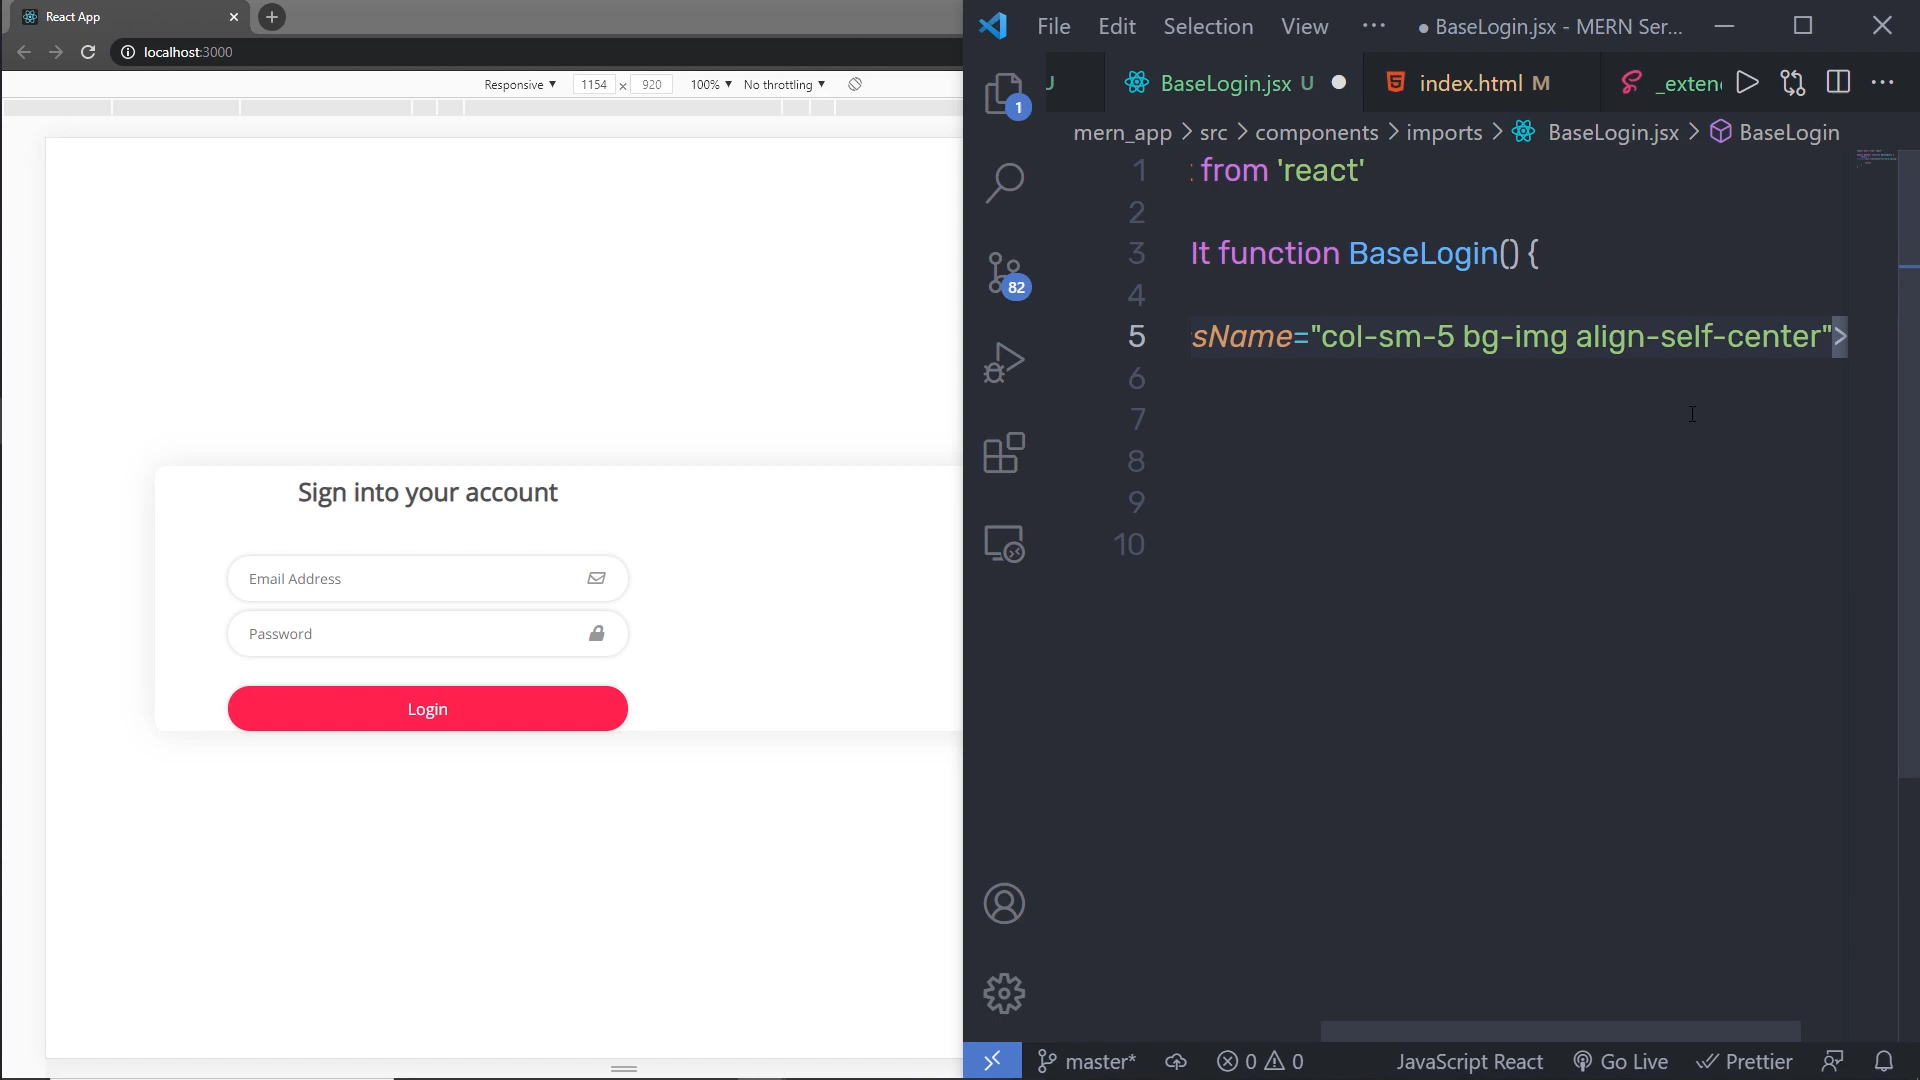 React App
localhost:3000
Responsive 1154 x 920 100% No throttling
Sign into your account
Email Address
Password
Login
File Edit Selection View ··· ● BaseLogin.jsx - MERN Ser...
U BaseLogin.jsx U index.html M _exten
mern_app > src > components > imports > BaseLogin.jsx > BaseLogin
1 from 'react'
2
3 lt function BaseLogin() {
4
5 sName="col-sm-5 bg-img align-self-center">
6
7
8
9
10
1
82
master* 0 0 JavaScript React Go Live Prettier